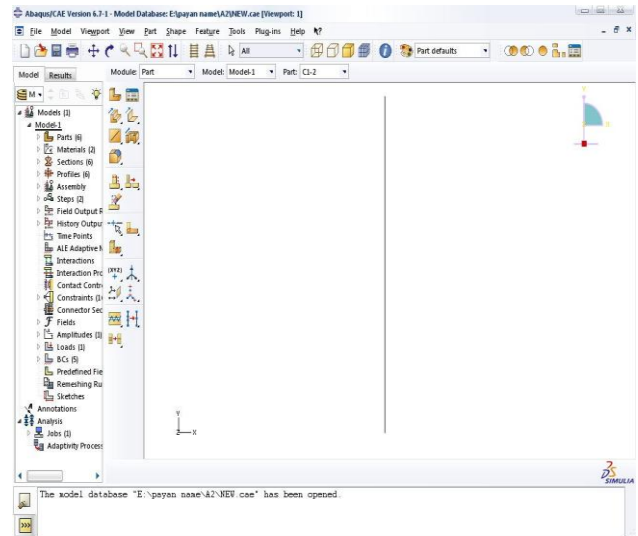 Abaqus/CAE Version 6.7-1 - Model Database: E:\payan name\A2\NEW.cae [Viewport: 1]
File Model Viewport View Part Shape Feature Tools Plug-ins Help
All Part defaults
Model Results Module: Part Model: Model-1 Part: C1-2
M
Models (1)
Model-1
Parts (6)
Materials (2)
Sections (6)
Profiles (6)
Assembly
Steps (2)
Field Output R
History Outpu
Time Points
ALE Adaptive M
Interactions
Interaction Pro
Contact Contr
Constraints (1
Connector Sec
Fields
Amplitudes (1)
Loads (1)
BCs (5)
Predefined Fie
Remeshing Ru
Sketches
Annotations
Analysis
Jobs (1)
Adaptivity Process
(XYZ)
Y
X
Y
Z X
SIMULIA
The model database "E:\payan name\A2\NEW.cae" has been opened.
>>>